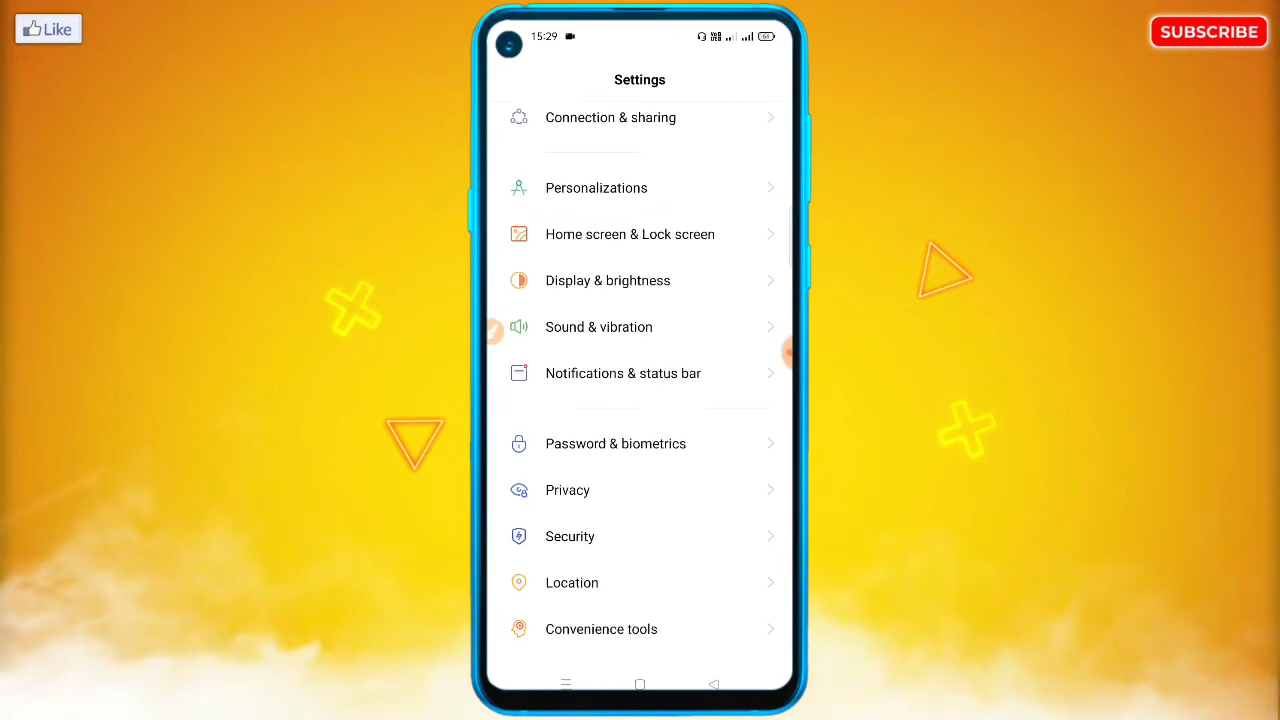 Like
SUBSCRIBE
15:29
64
Settings
Connection & sharing
Personalizations
Home screen & Lock screen
Display & brightness
Sound & vibration
Notifications & status bar
Password & biometrics
Privacy
Security
Location
Convenience tools